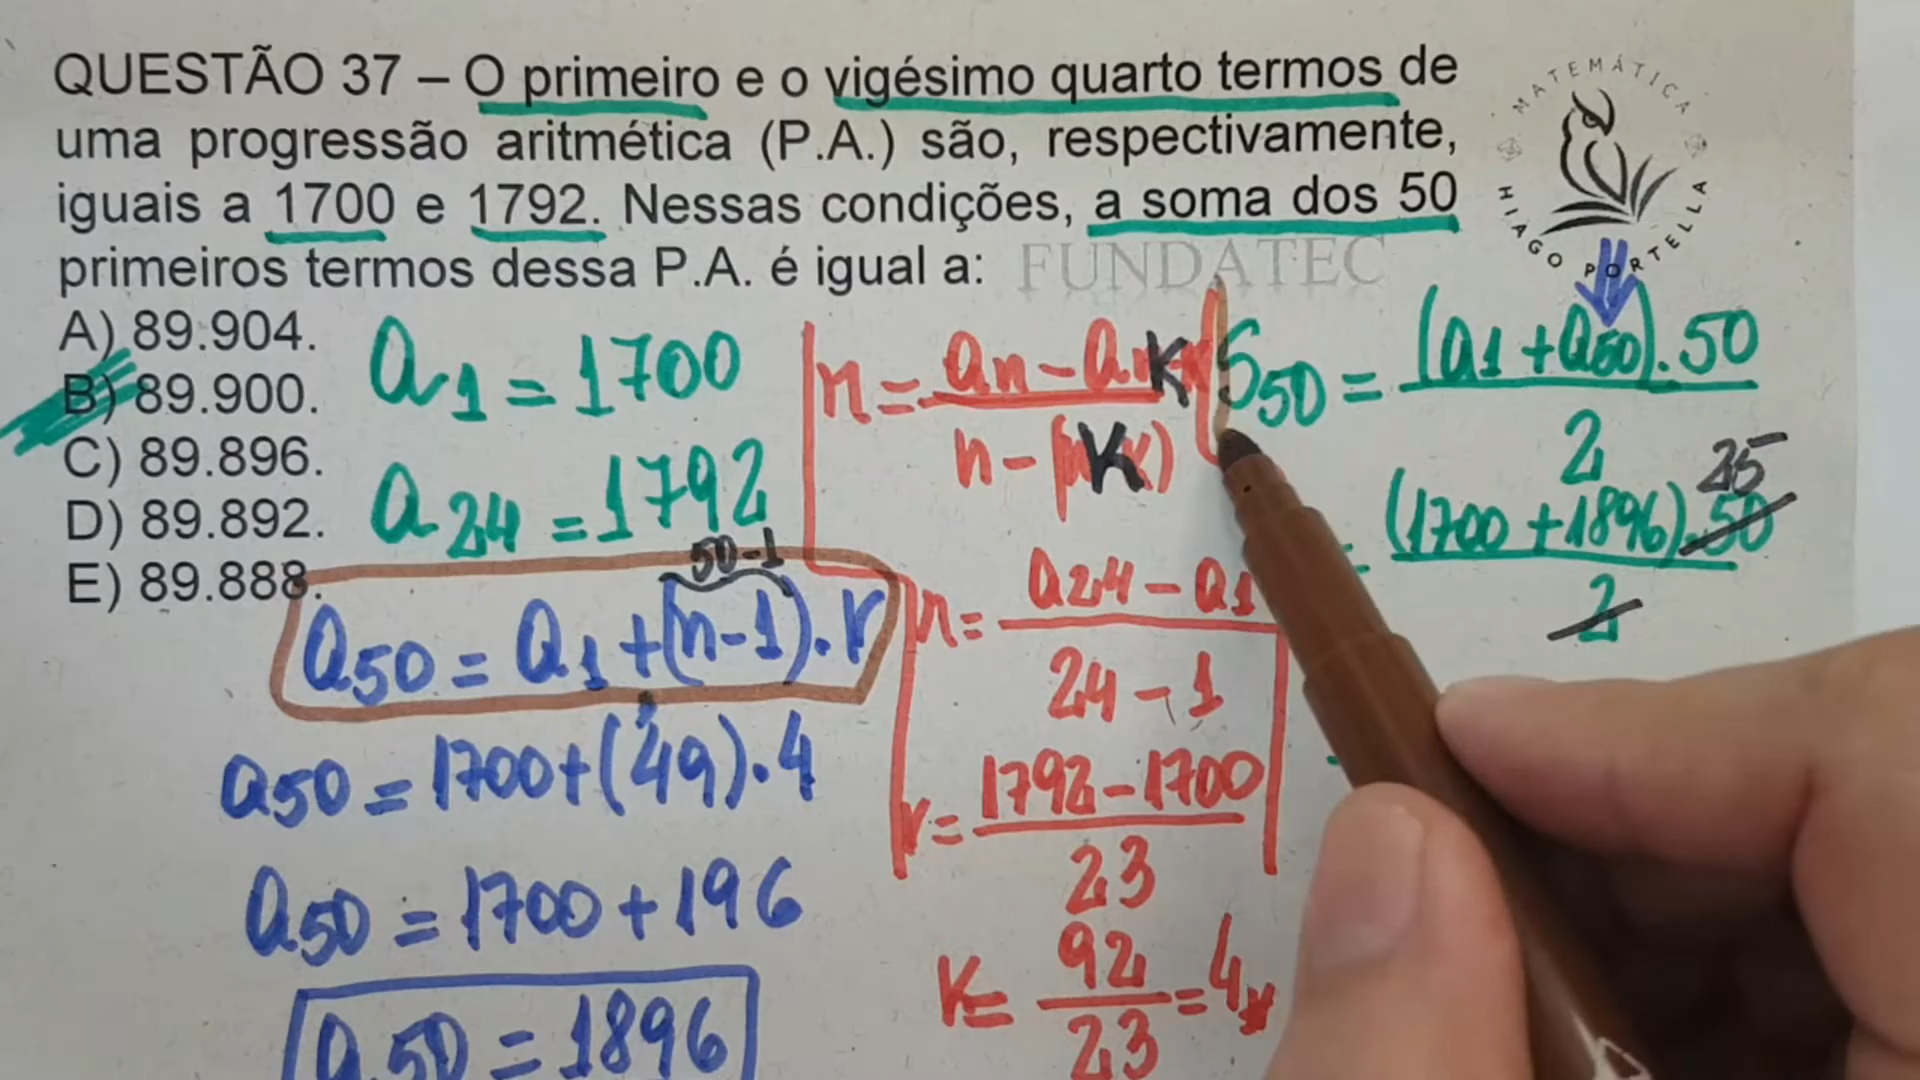 QUESTÃO 37 – O primeiro e o vigésimo quarto termos de
uma progressão aritmética (P.A.) são, respectivamente,
iguais a 1700 e 1792. Nessas condições, a soma dos 50
primeiros termos dessa P.A. é igual a:
FUNDATEC
MATEMÁTICA
HIAGO PORTELLA
A) 89.904.
B) 89.900.
C) 89.896.
D) 89.892.
E) 89.888.
a1 = 1700
a24 = 1792
50-1
a50 = a1 + (n-1).r
a50 = 1700+(49).4
a50 = 1700 + 196
a50 = 1896
r = an - ak
n - k
r = a24 - a1
24 - 1
r = 1792-1700
23
r = 92 = 4
23
S50 = (a1 + a50).50
2
25
= (1700 + 1896).50
2